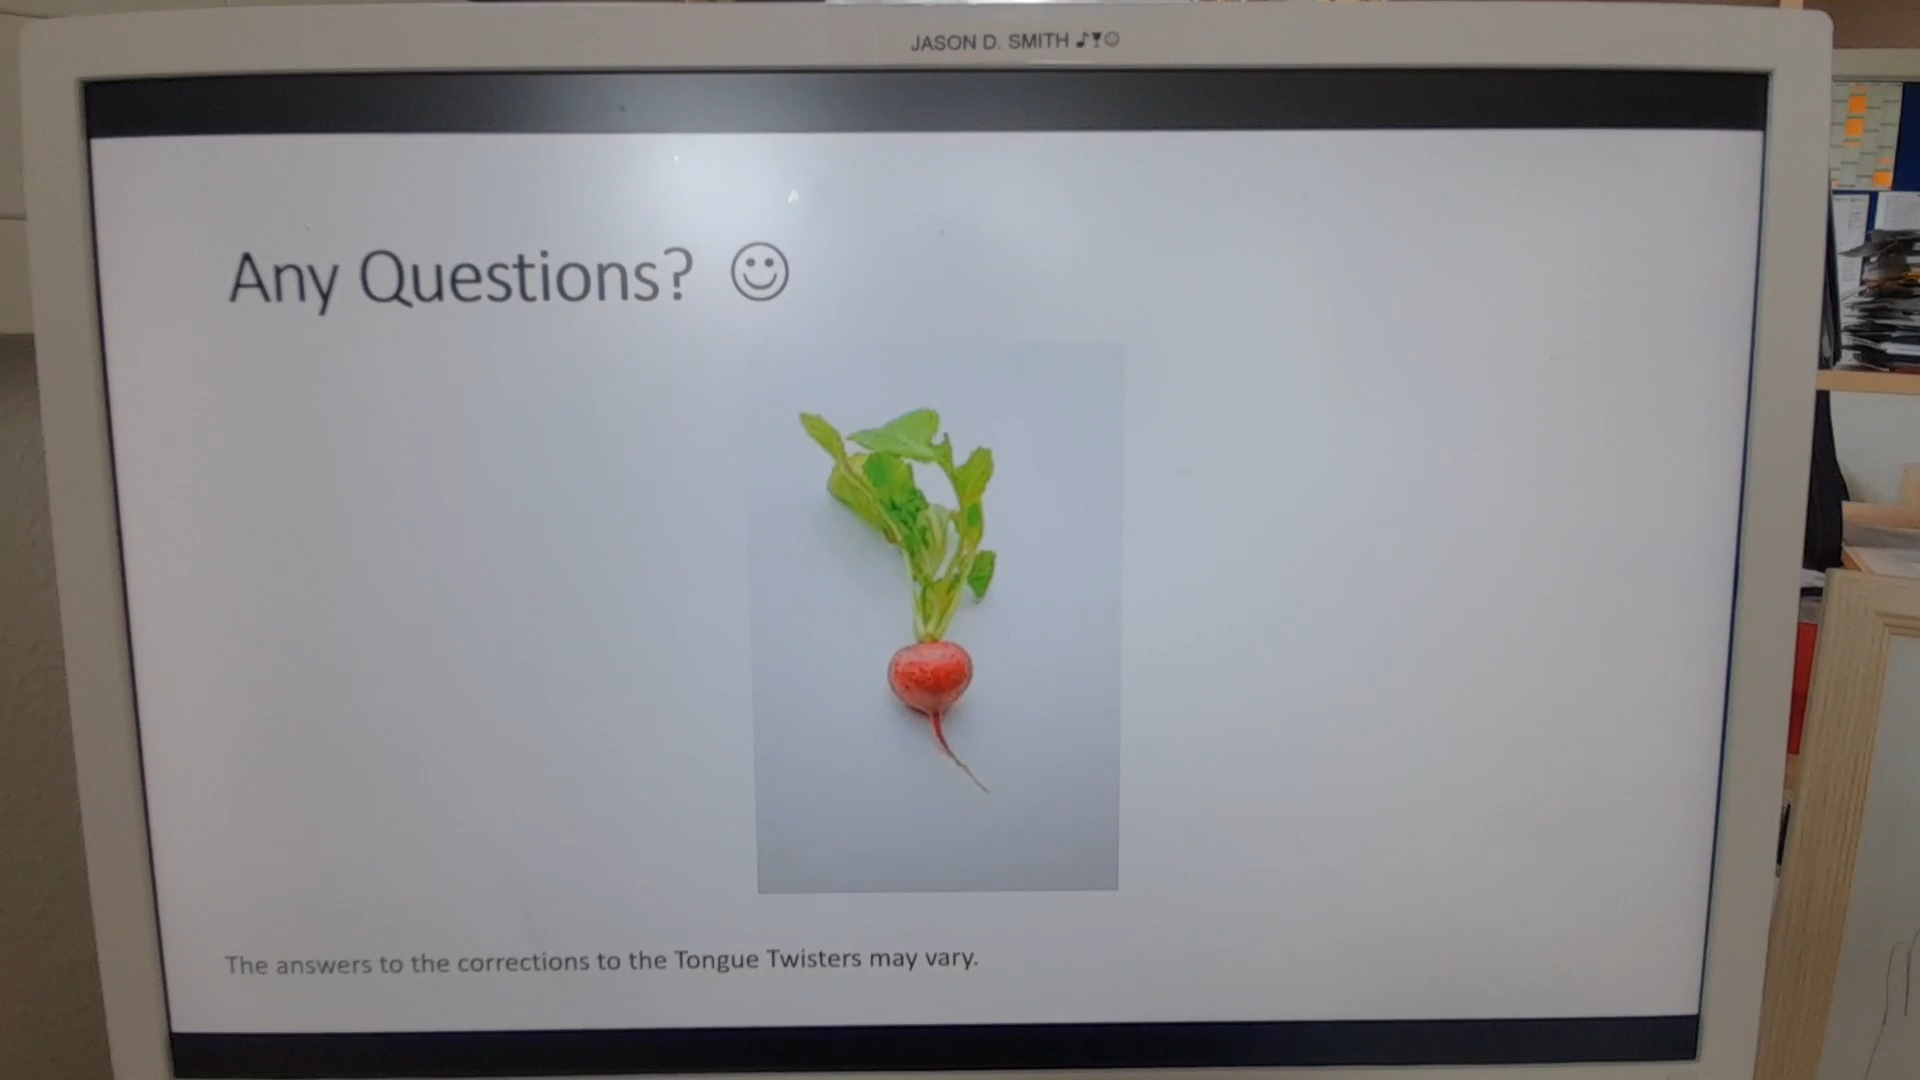 JASON D. SMITH ♪🍷☺
Any Questions? ☺
The answers to the corrections to the Tongue Twisters may vary.